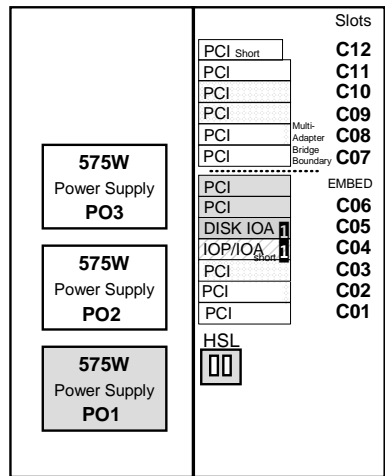 Slots
PCI Short C12
PCI C11
PCI C10
PCI C09
PCI Multi-Adapter C08
PCI Bridge Boundary C07
PCI EMBED
PCI C06
DISK IOA 1 C05
IOP/IOA short 1 C04
PCI C03
PCI C02
PCI C01
HSL
575W
Power Supply
PO3
575W
Power Supply
PO2
575W
Power Supply
PO1